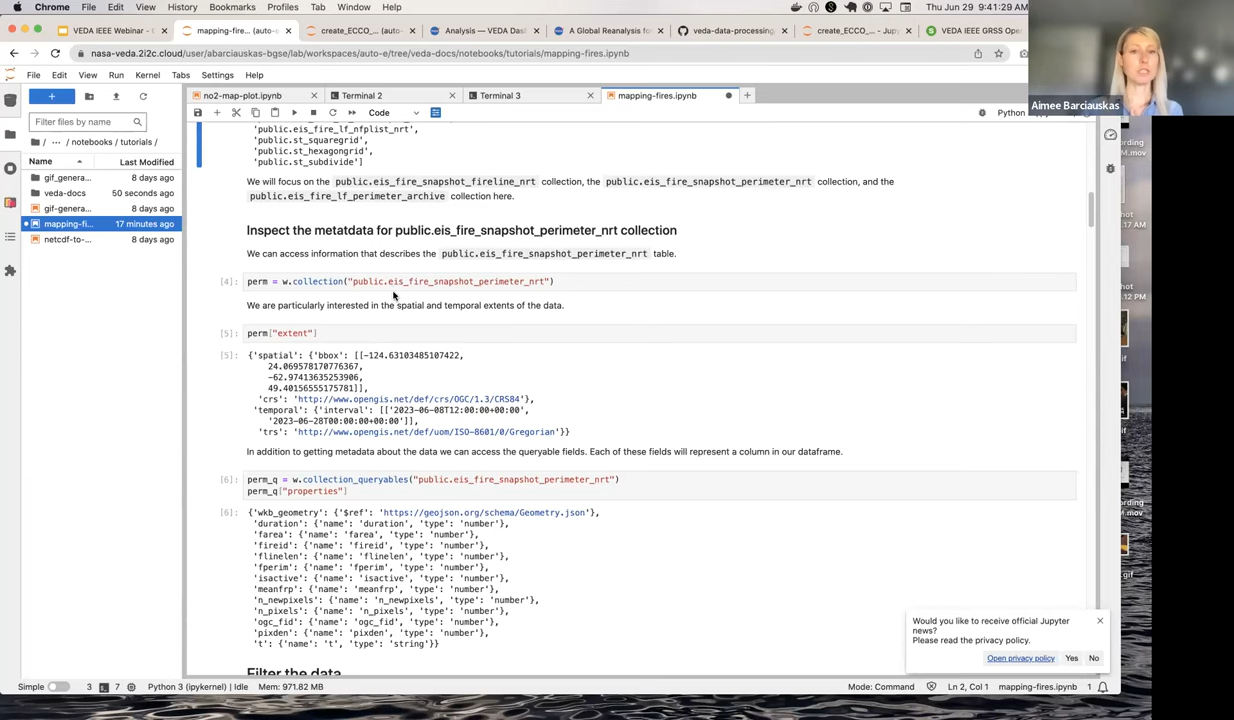 Chrome File Edit View History Bookmarks Profiles Tab Window Help
Thu Jun 29 9:41:29 AM
VEDA IEEE Webinar -
mapping-fires... (auto-e
create_ECCO_... (auto-
Analysis — VEDA Das
A Global Reanalysis
veda-data-processing,
create_ECCO_... - Jup
VEDA IEEE GRSS Ope
nasa-veda.2i2c.cloud/user/abarciauskas-bgse/lab/workspaces/auto-e/tree/veda-docs/notebooks/tutorials/mapping-fires.ipynb
Aimee Barciauskas
File Edit View Run Kernel Tabs Settings Help
no2-map-plot.ipynb
Terminal 2
Terminal 3
mapping-fires.ipynb
Code
Python
Filter files by name
/ ··· / notebooks / tutorials /
Name Last Modified
gif_genera... 8 days ago
veda-docs 50 seconds ago
gif-genera... 8 days ago
mapping-fi... 17 minutes ago
netcdf-to-... 8 days ago
'public.eis_fire_lf_nfplist_nrt',
'public.st_squaregrid',
'public.st_hexagongrid',
'public.st_subdivide']
We will focus on the public.eis_fire_snapshot_fireline_nrt collection, the public.eis_fire_snapshot_perimeter_nrt collection, and the
public.eis_fire_lf_perimeter_archive collection here.
Inspect the metatdata for public.eis_fire_snapshot_perimeter_nrt collection
We can access information that describes the public.eis_fire_snapshot_perimeter_nrt table.
[4]: perm = w.collection("public.eis_fire_snapshot_perimeter_nrt")
We are particularly interested in the spatial and temporal extents of the data.
[5]: perm["extent"]
[5]: {'spatial': {'bbox': [[-124.63103485107422,
24.069578170776367,
-62.97413635253906,
49.40156555175781]],
'crs': 'http://www.opengis.net/def/crs/OGC/1.3/CRS84'},
'temporal': {'interval': [['2023-06-08T12:00:00+00:00',
'2023-06-28T00:00:00+00:00']],
'trs': 'http://www.opengis.net/def/uom/ISO-8601/0/Gregorian'}}
In addition to getting metadata about the data we can access the queryable fields. Each of these fields will represent a column in our dataframe.
[6]: perm_q = w.collection_queryables("public.eis_fire_snapshot_perimeter_nrt")
perm_q["properties"]
[6]: {'wkb_geometry': {'$ref': 'https://geojson.org/schema/Geometry.json'},
'duration': {'name': 'duration', 'type': 'number'},
'farea': {'name': 'farea', 'type': 'number'},
'fireid': {'name': 'fireid', 'type': 'number'},
'flinelen': {'name': 'flinelen', 'type': 'number'},
'fperim': {'name': 'fperim', 'type': 'number'},
'isactive': {'name': 'isactive', 'type': 'number'},
'meanfrp': {'name': 'meanfrp', 'type': 'number'},
'n_newpixels': {'name': 'n_newpixels', 'type': 'number'},
'n_pixels': {'name': 'n_pixels', 'type': 'number'},
'ogc_fid': {'name': 'ogc_fid', 'type': 'number'},
'pixden': {'name': 'pixden', 'type': 'number'},
't': {'name': 't', 'type': 'string'}}
Filter the data
Would you like to receive official Jupyter
news?
Please read the privacy policy.
Open privacy policy Yes No
Simple 3 7 Python 3 (ipykernel) | Idle Mem: 971.82 MB
Mode: Command Ln 2, Col 1 mapping-fires.ipynb 1